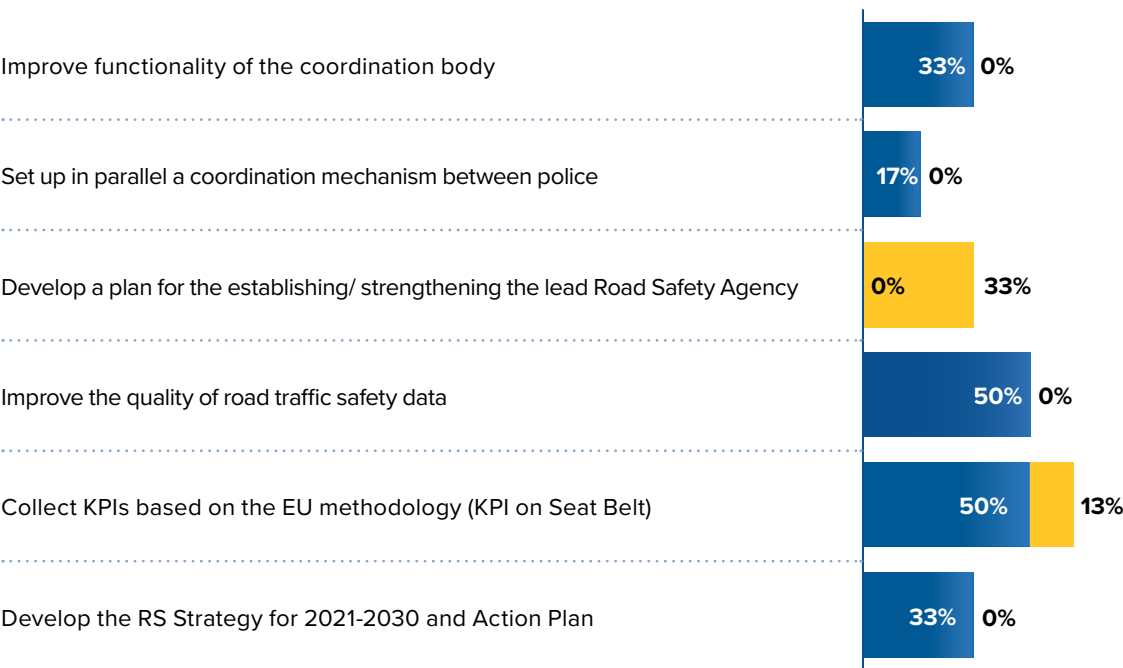 Improve functionality of the coordination body 33% 0%
Set up in parallel a coordination mechanism between police 17% 0%
Develop a plan for the establishing/ strengthening the lead Road Safety Agency 0% 33%
Improve the quality of road traffic safety data 50% 0%
Collect KPIs based on the EU methodology (KPI on Seat Belt) 50% 13%
Develop the RS Strategy for 2021-2030 and Action Plan 33% 0%